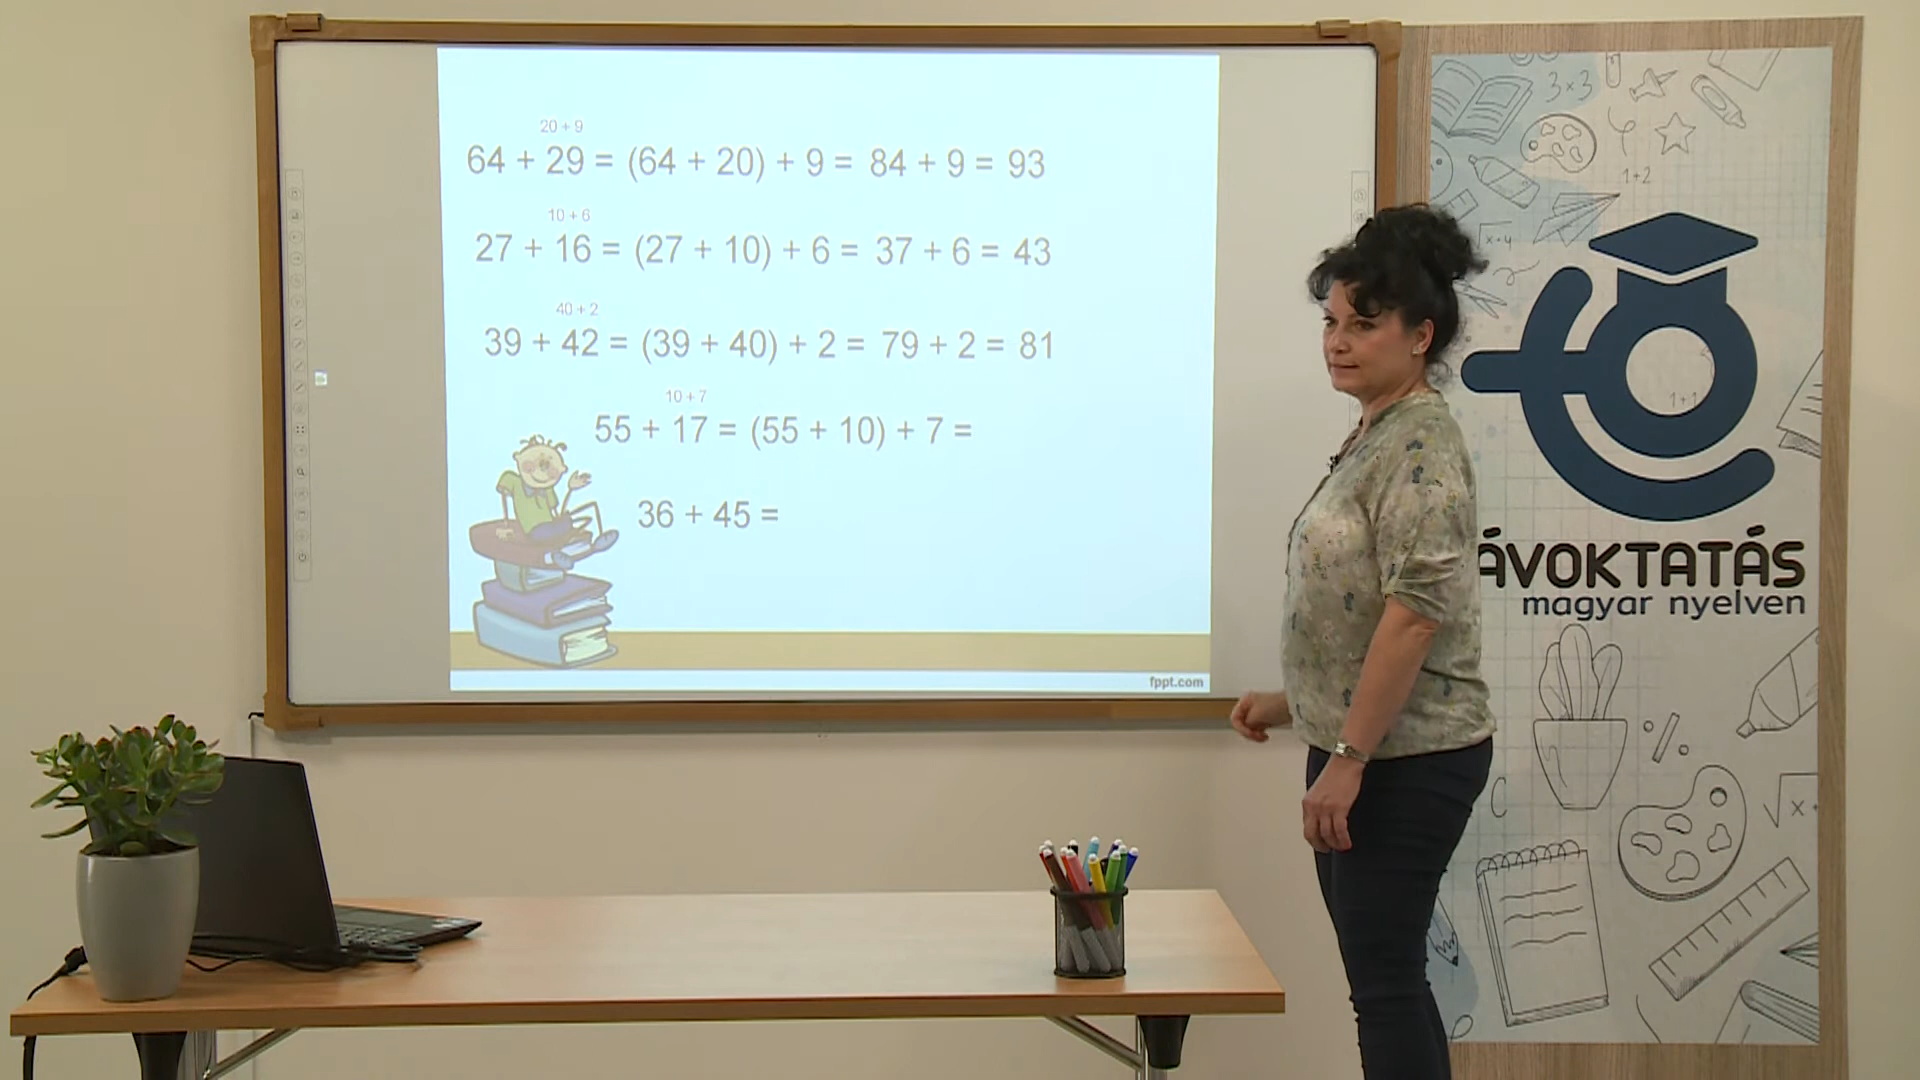 20 + 9
64 + 29 = (64 + 20) + 9 = 84 + 9 = 93
10 + 6
27 + 16 = (27 + 10) + 6 = 37 + 6 = 43
40 + 2
39 + 42 = (39 + 40) + 2 = 79 + 2 = 81
10 + 7
55 + 17 = (55 + 10) + 7 =
36 + 45 =
fppt.com
3×3
1+2
√x+y
1+1
ÁVOKTATÁS
magyar nyelven
%
√x+